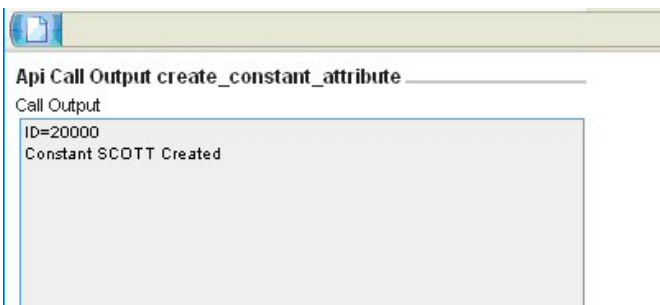 Api Call Output create_constant_attribute
Call Output
ID=20000
Constant SCOTT Created